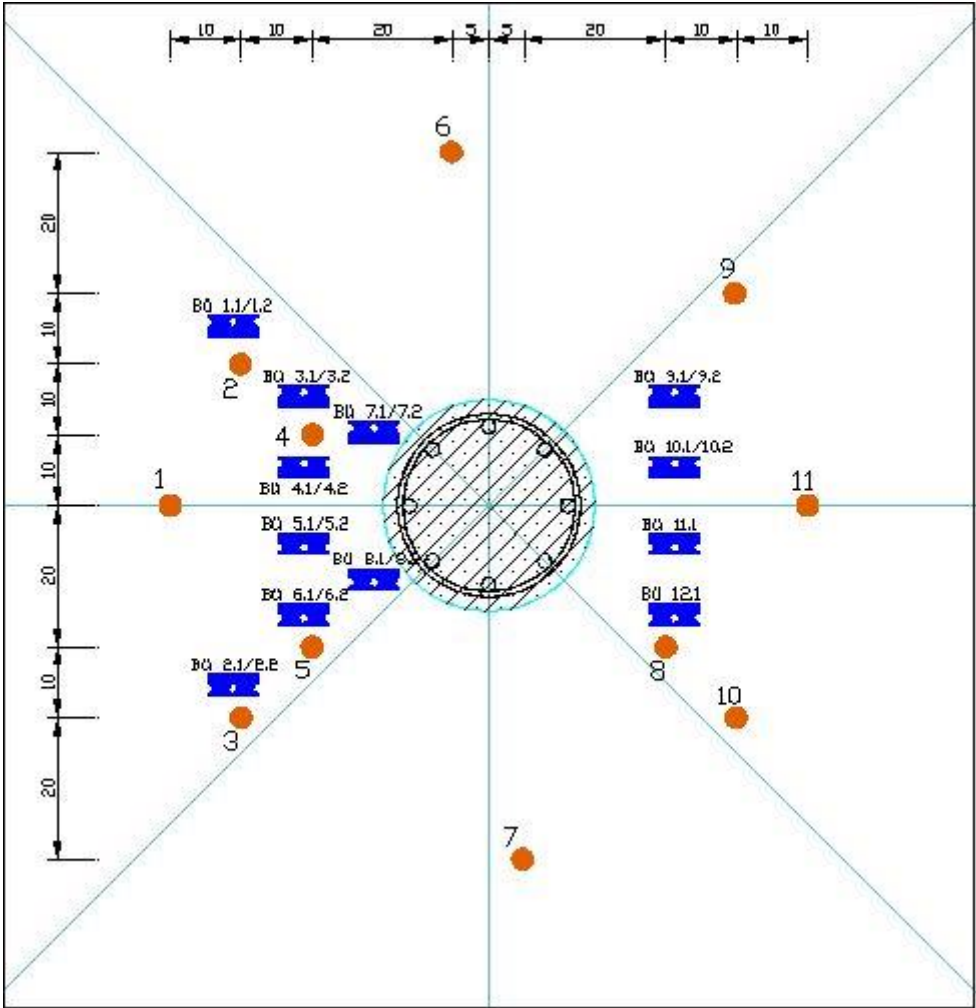 10 10 20 5 5 20 10 10
6
20
9
BQ 1.1/1.2
10
2
BQ 3.1/3.2
BQ 9.1/9.2
10
BQ 7.1/7.2
4
BQ 10.1/10.2
10
1
BQ 4.1/4.2
11
BQ 5.1/5.2
BQ 11.1
BQ 8.1/8.2
20
BQ 6.1/6.2
BQ 12.1
BQ 2.1/2.2
5
8
10
3
10
20
7